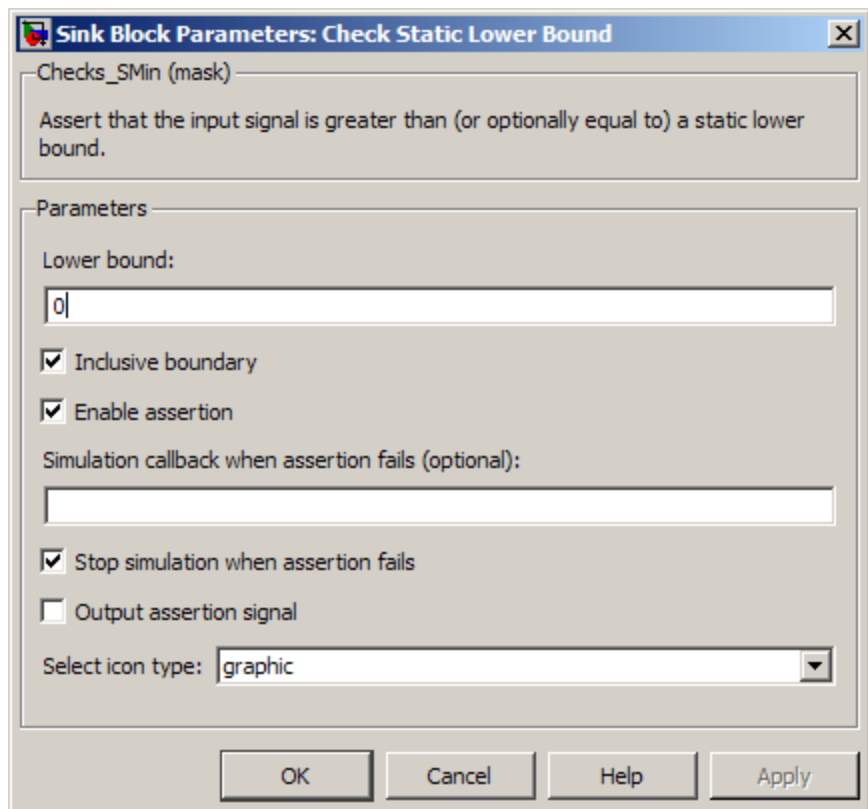 Sink Block Parameters: Check Static Lower Bound
Checks_SMin (mask)
Assert that the input signal is greater than (or optionally equal to) a static lower
bound.
Parameters
Lower bound:
0
Inclusive boundary
Enable assertion
Simulation callback when assertion fails (optional):
Stop simulation when assertion fails
Output assertion signal
Select icon type: graphic
OK Cancel Help Apply